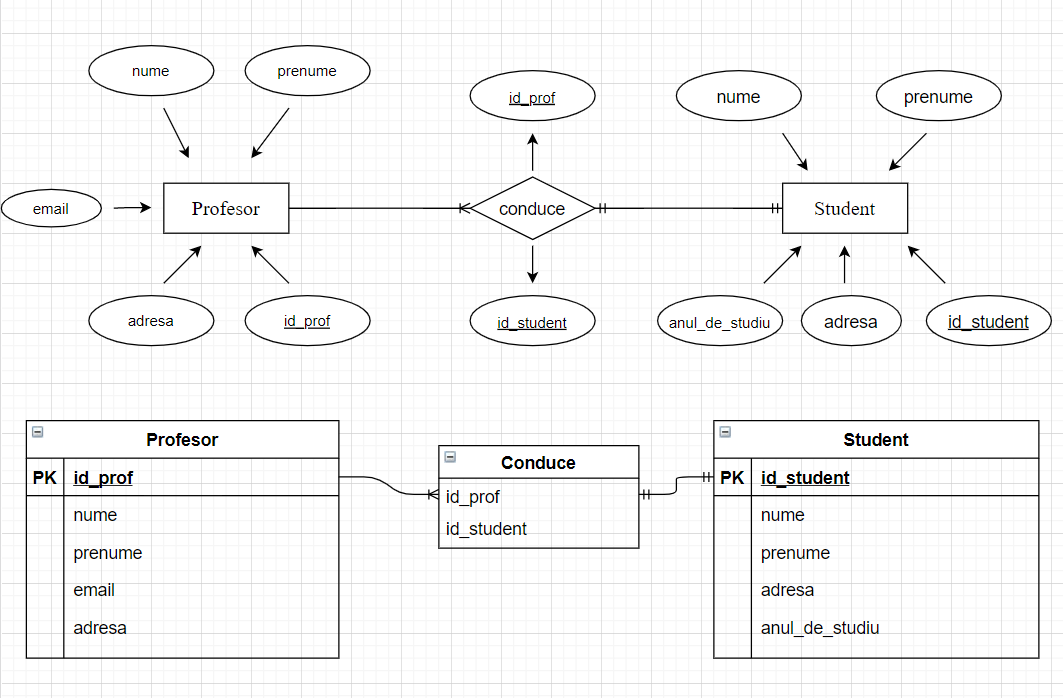 nume
prenume
id_prof
nume
prenume
email
Profesor
conduce
Student
adresa
id_prof
id_student
anul_de_studiu
adresa
id_student
Profesor
PK id_prof
nume
prenume
email
adresa
Conduce
id_prof
id_student
Student
PK id_student
nume
prenume
adresa
anul_de_studiu